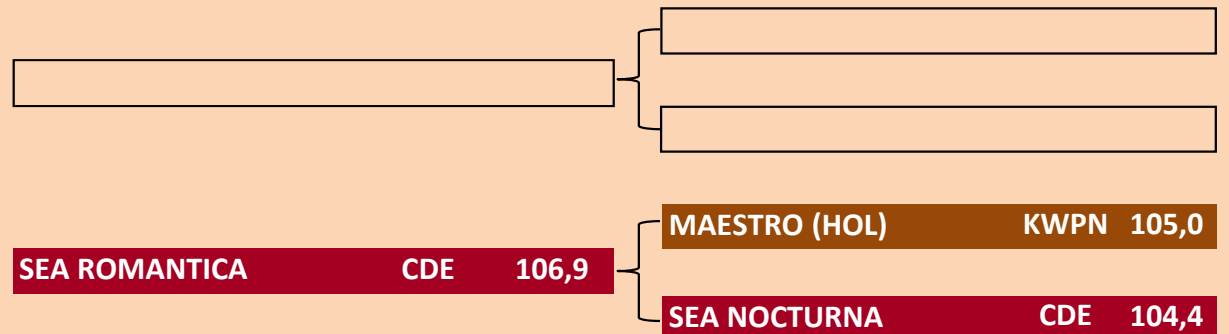 MAESTRO (HOL) KWPN 105,0
SEA ROMANTICA CDE 106,9
SEA NOCTURNA CDE 104,4